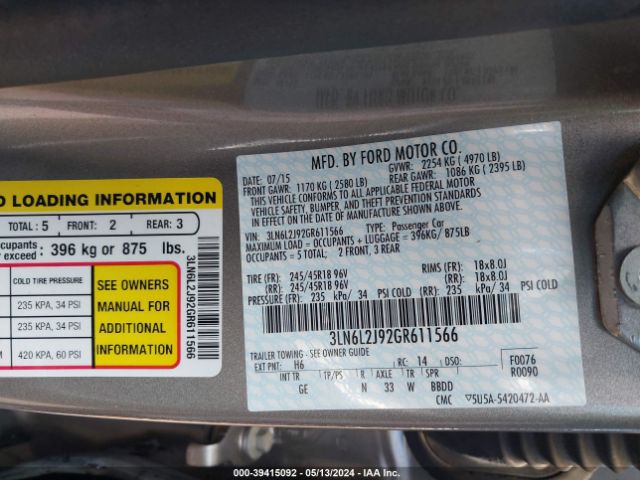 D LOADING INFORMATION
TOTAL: 5 FRONT: 2 REAR: 3
cupants
exceed: 396 kg or 875 lbs.
COLD TIRE PRESSURE
235 KPA, 34 PSI
235 KPA, 34 PSI
420 KPA, 60 PSI
SEE OWNERS
MANUAL FOR
ADDITIONAL
INFORMATION
3LN6L2J92GR611566
MFD. BY FORD MOTOR CO.
DATE: 07/15 GVWR: 2254 KG ( 4970 LB)
FRONT GAWR: 1170 KG ( 2580 LB) REAR GAWR: 1086 KG ( 2395 LB)
THIS VEHICLE CONFORMS TO ALL APPLICABLE FEDERAL MOTOR
VEHICLE SAFETY, BUMPER, AND THEFT PREVENTION STANDARDS
IN EFFECT ON THE DATE OF MANUFACTURE SHOWN ABOVE.
VIN: 3LN6L2J92GR611566 TYPE: Passenger Car
MAXIMUM LOAD = OCCUPANTS + LUGGAGE = 396KG/ 875LB
OCCUPANTS = 5 TOTAL; 2 FRONT, 3 REAR
TIRE (FR): 245/45R18 96V RIMS (FR): 18x8.0J
(RR): 245/45R18 96V (RR): 18x8.0J
PRESSURE (FR): 235 kPa/ 34 PSI COLD (RR): 235 kPa/ 34 PSI COLD
3LN6L2J92GR611566
TRAILER TOWING - SEE OWNER GUIDE
EXT PNT: H6 RC: 14 DSO: F0076
R0090
INT TR TP/PS R AXLE TR SPR
GE N 33 W BBDD
CMC 5U5A-5420472-AA
000-39415092 - 05/13/2024 - IAA Inc.